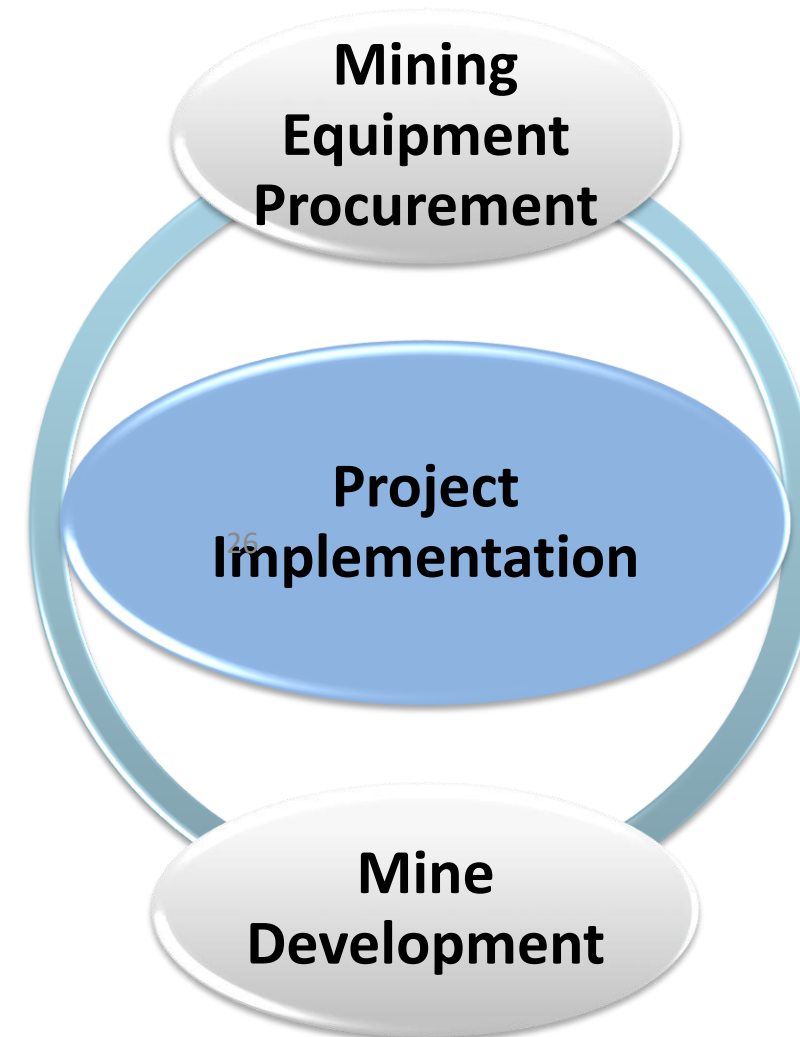 Mining
Equipment
Procurement
Project
26
Implementation
Mine
Development